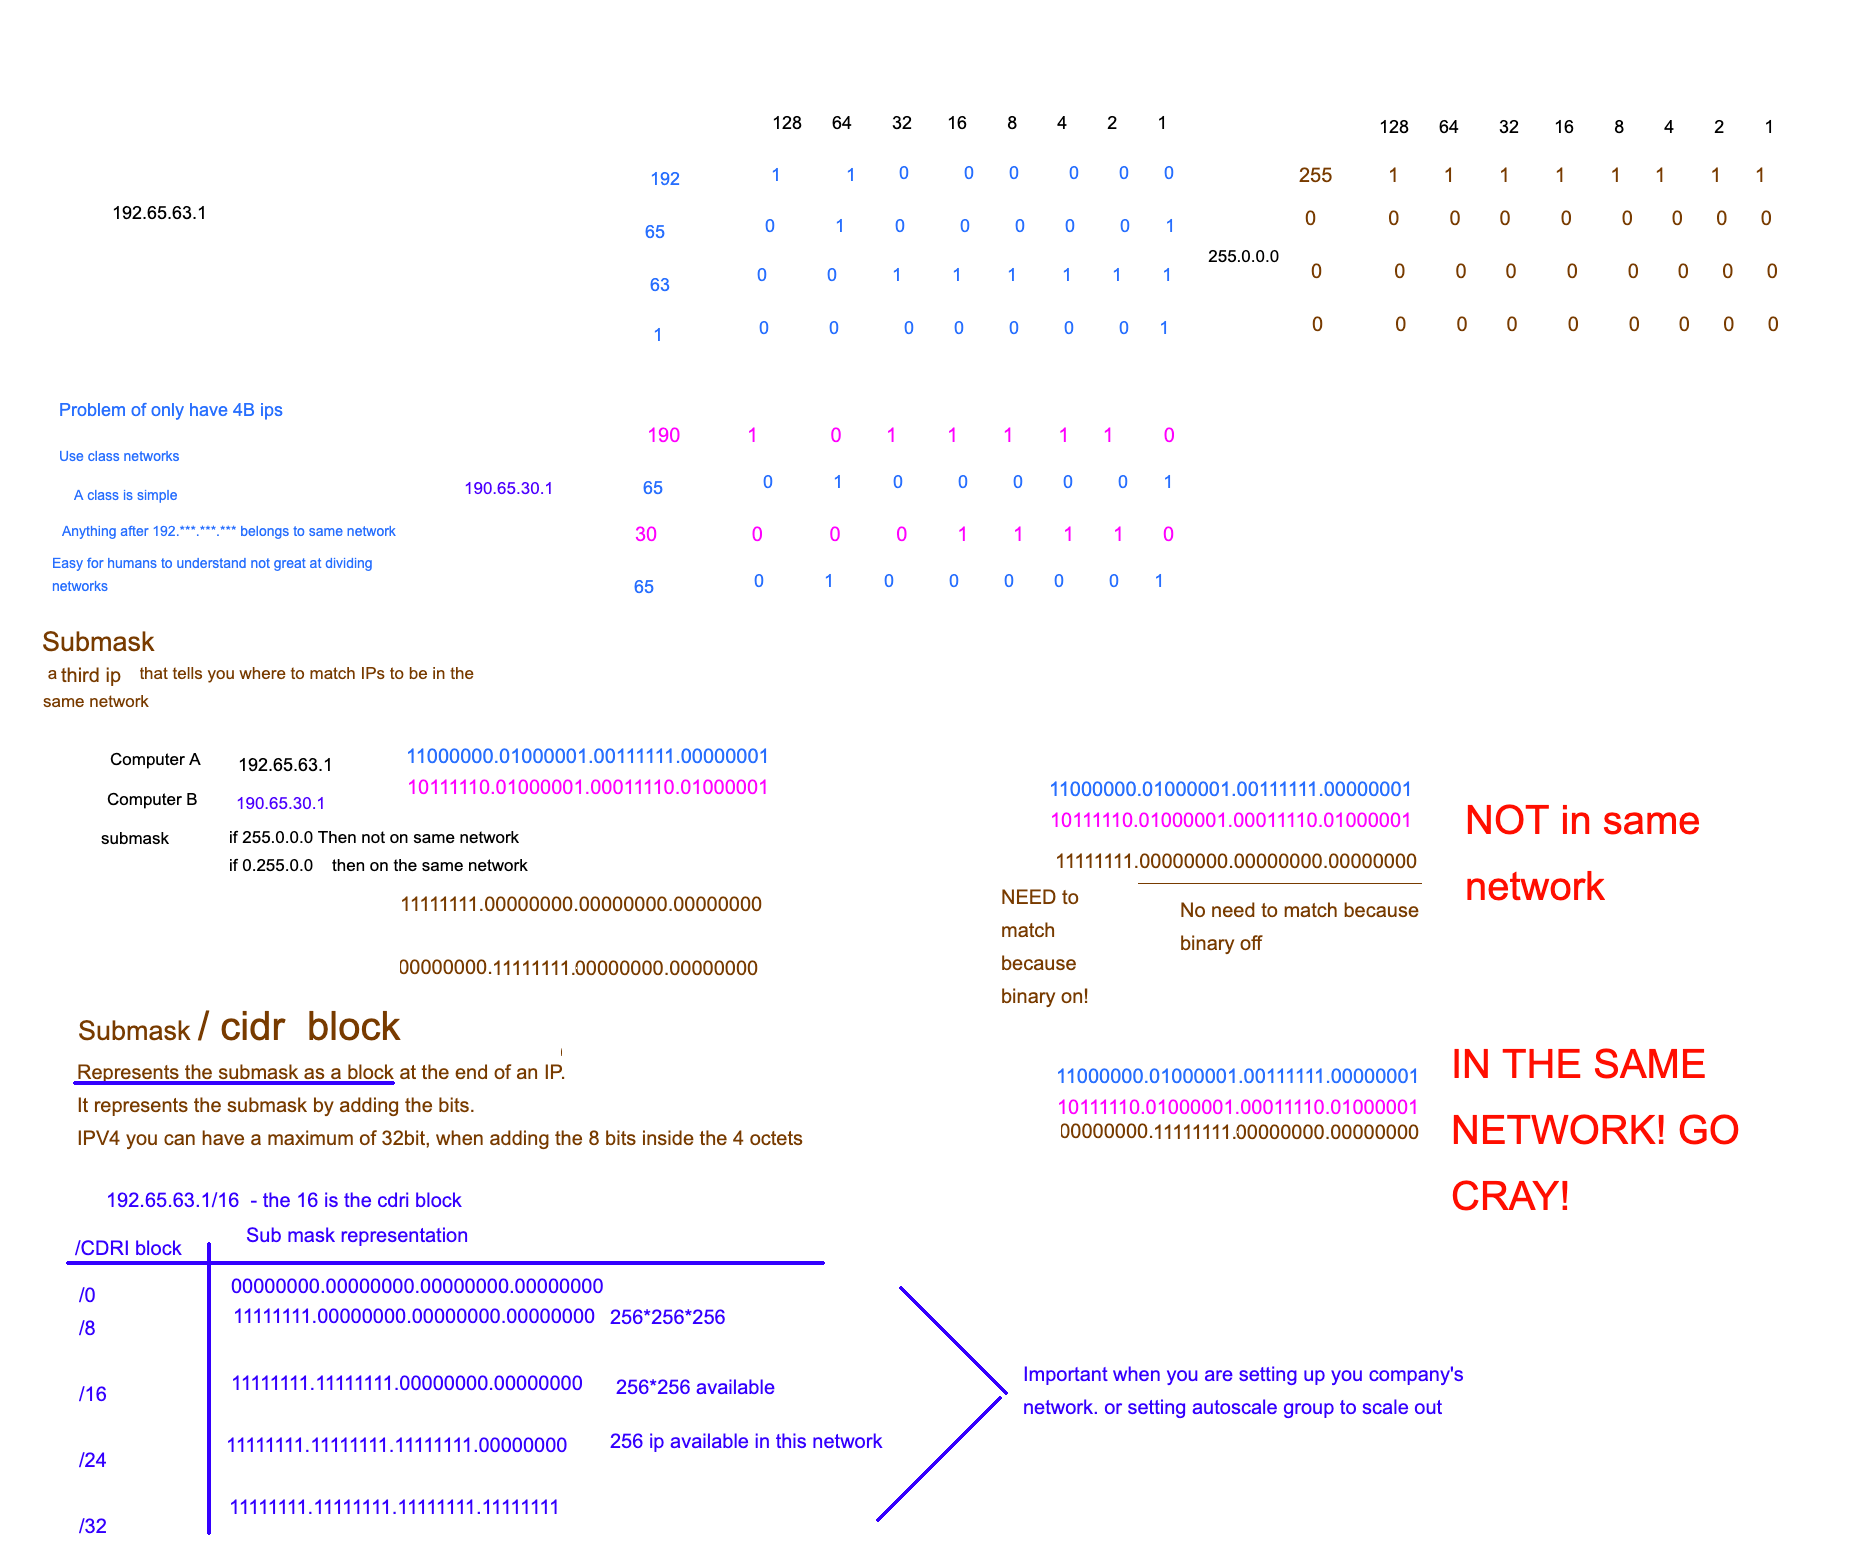 128 64 32 16 8 4 2 1
128 64 32 16 8 4 2 1
192 1 1 0 0 0 0 0 0
255 1 1 1 1 1 1 1 1
192.65.63.1
65 0 1 0 0 0 0 0 1
0 0 0 0 0 0 0 0 0
255.0.0.0
63 0 0 1 1 1 1 1 1
0 0 0 0 0 0 0 0 0
1 0 0 0 0 0 0 0 1
0 0 0 0 0 0 0 0 0
Problem of only have 4B ips
Use class networks
A class is simple
Anything after 192.***.***.*** belongs to same network
Easy for humans to understand not great at dividing
networks
190.65.30.1
190 1 0 1 1 1 1 1 0
65 0 1 0 0 0 0 0 1
30 0 0 0 1 1 1 1 0
65 0 1 0 0 0 0 0 1
Submask
a third ip that tells you where to match IPs to be in the
same network
Computer A 192.65.63.1 11000000.01000001.00111111.00000001
10111110.01000001.00011110.01000001
Computer B 190.65.30.1
submask if 255.0.0.0 Then not on same network
if 0.255.0.0 then on the same network
11111111.00000000.00000000.00000000
00000000.11111111.00000000.00000000
11000000.01000001.00111111.00000001
10111110.01000001.00011110.01000001
11111111.00000000.00000000.00000000
NEED to
match
because
binary on!
No need to match because
binary off
NOT in same
network
Submask / cidr block
Represents the submask as a block at the end of an IP.
It represents the submask by adding the bits.
IPV4 you can have a maximum of 32bit, when adding the 8 bits inside the 4 octets
11000000.01000001.00111111.00000001
10111110.01000001.00011110.01000001
00000000.11111111.00000000.00000000
IN THE SAME
NETWORK! GO
CRAY!
192.65.63.1/16 - the 16 is the cdri block
/CDRI block Sub mask representation
/0 00000000.00000000.00000000.00000000
/8 11111111.00000000.00000000.00000000 256*256*256
/16 11111111.11111111.00000000.00000000 256*256 available
/24 11111111.11111111.11111111.00000000 256 ip available in this network
/32 11111111.11111111.11111111.11111111
Important when you are setting up you company's
network. or setting autoscale group to scale out